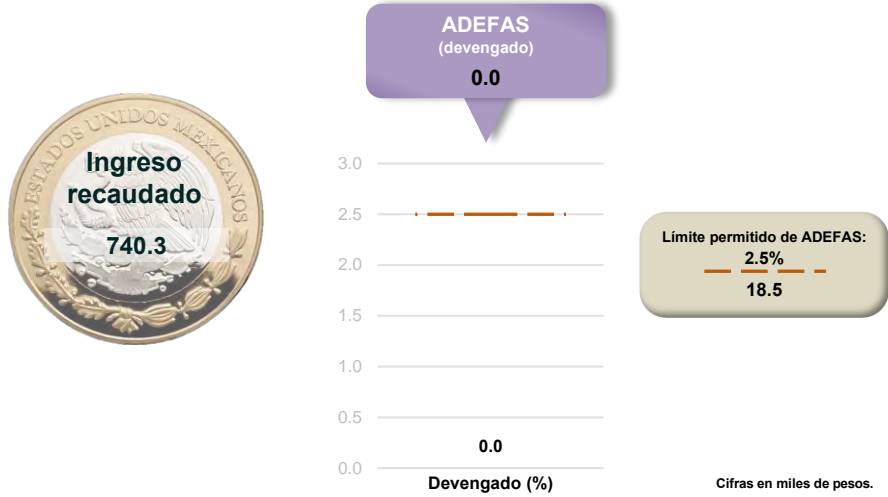 ADEFAS
(devengado)
0.0
ESTADOS UNIDOS MEXICANOS
Ingreso
recaudado
740.3
3.0
2.5
2.0
1.5
1.0
0.5
0.0
0.0
Devengado (%)
Límite permitido de ADEFAS:
2.5%
18.5
Cifras en miles de pesos.